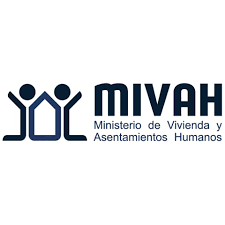 MIVAH
Ministerio de Vivienda y
Asentamientos Humanos